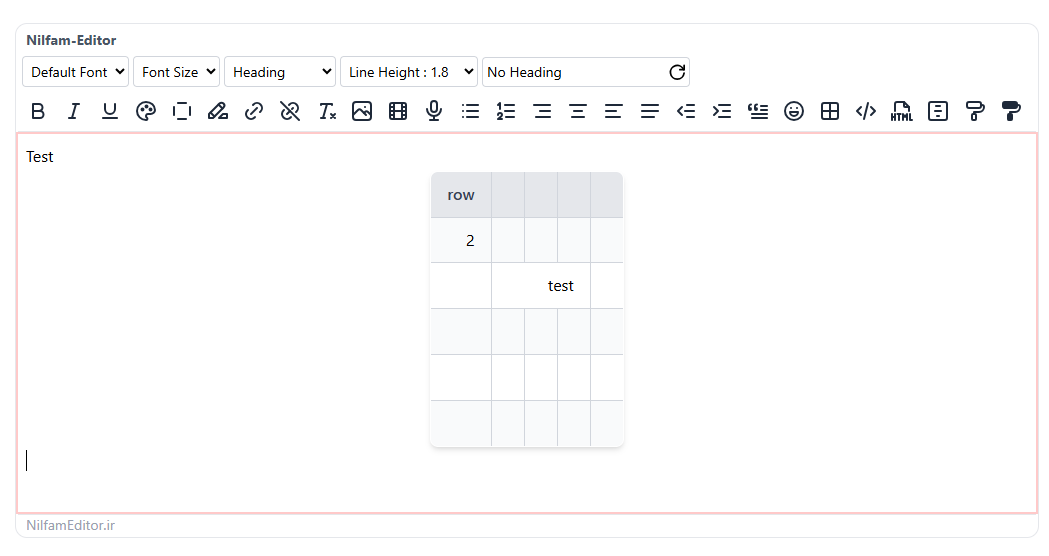 Nilfam-Editor
Default Font Font Size Heading Line Height : 1.8 No Heading
HTML
Test
row
2
test
NilfamEditor.ir